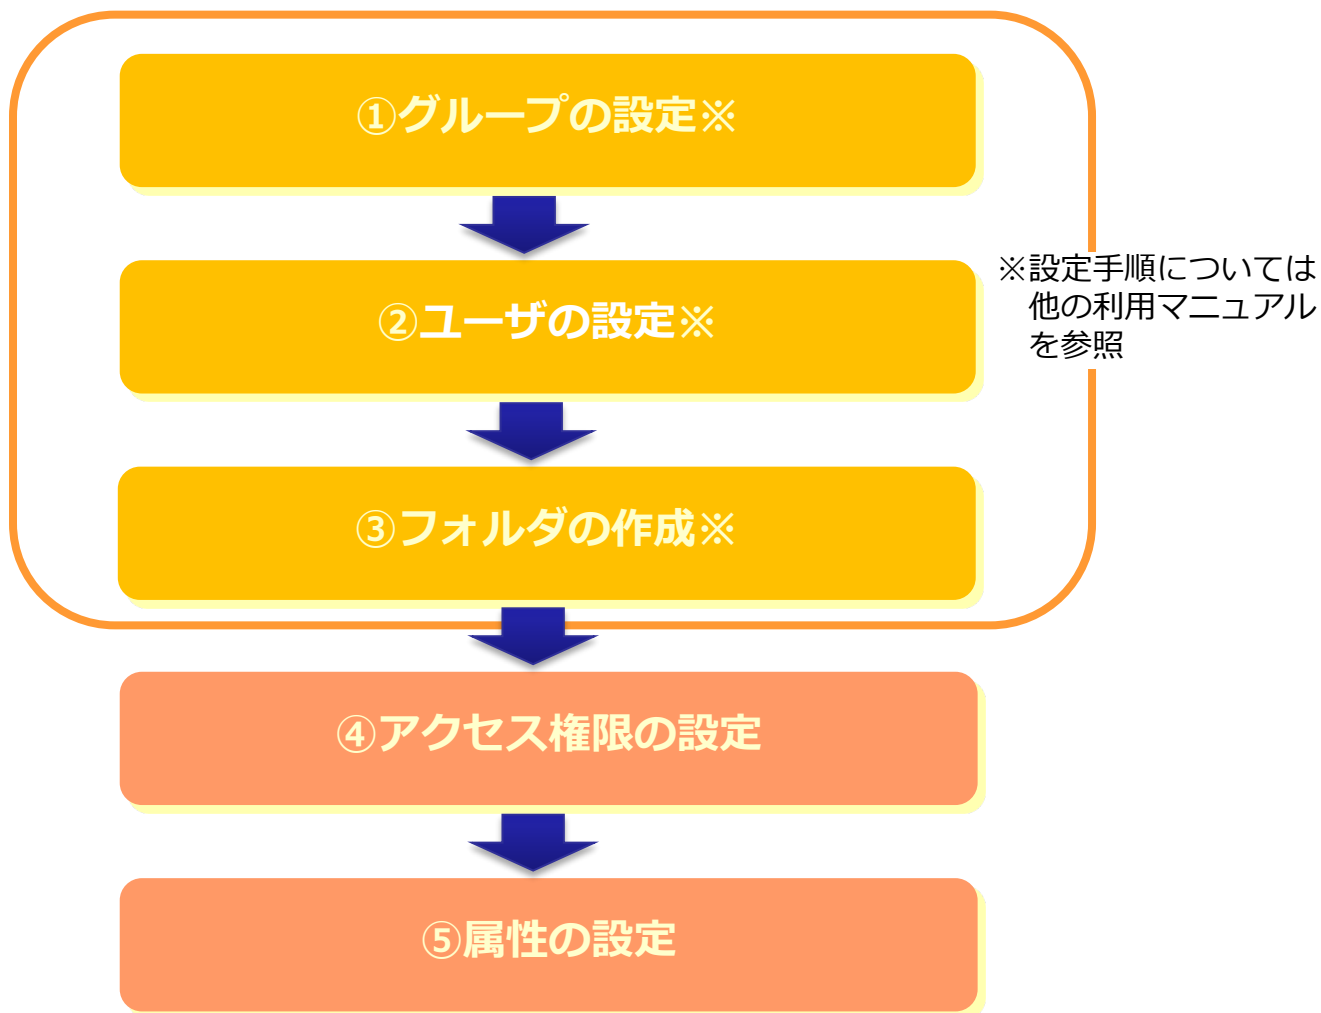 ①グループの設定※
②ユーザの設定※
※設定手順については
他の利用マニュアル
を参照
③フォルダの作成※
④アクセス権限の設定
⑤属性の設定